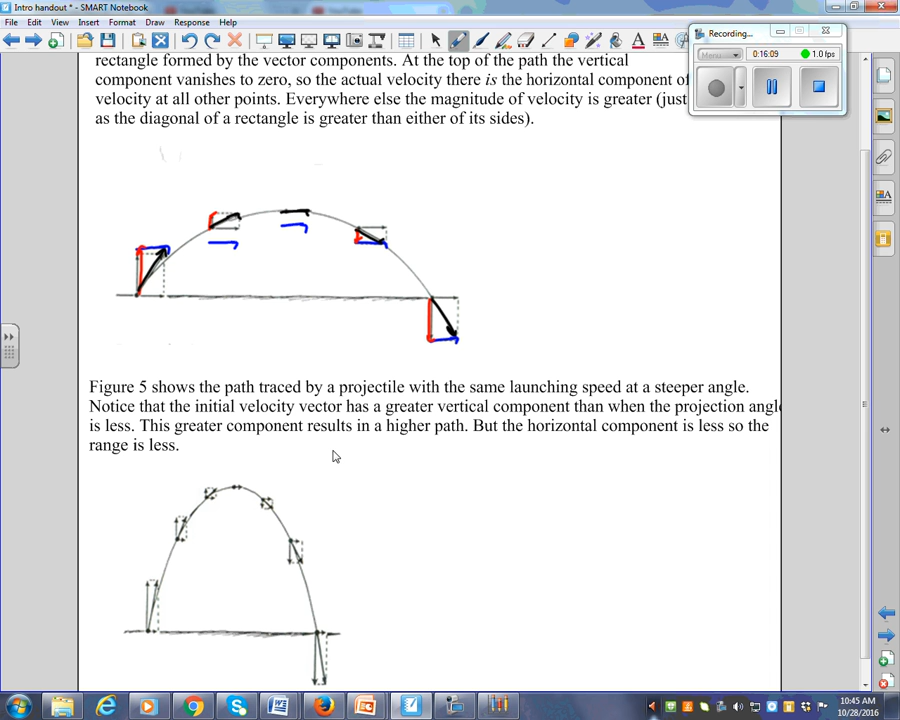 Intro handout * - SMART Notebook
YouTube
YouTube
File Edit View Insert Format Draw Response Help
Recording...
Menu
0:16:09
1.0 fps
rectangle formed by the vector components. At the top of the path the vertical
component vanishes to zero, so the actual velocity there is the horizontal component of
velocity at all other points. Everywhere else the magnitude of velocity is greater (just
as the diagonal of a rectangle is greater than either of its sides).
Figure 5 shows the path traced by a projectile with the same launching speed at a steeper angle.
Notice that the initial velocity vector has a greater vertical component than when the projection angle
is less. This greater component results in a higher path. But the horizontal component is less so the
range is less.
10:45 AM
10/28/2016